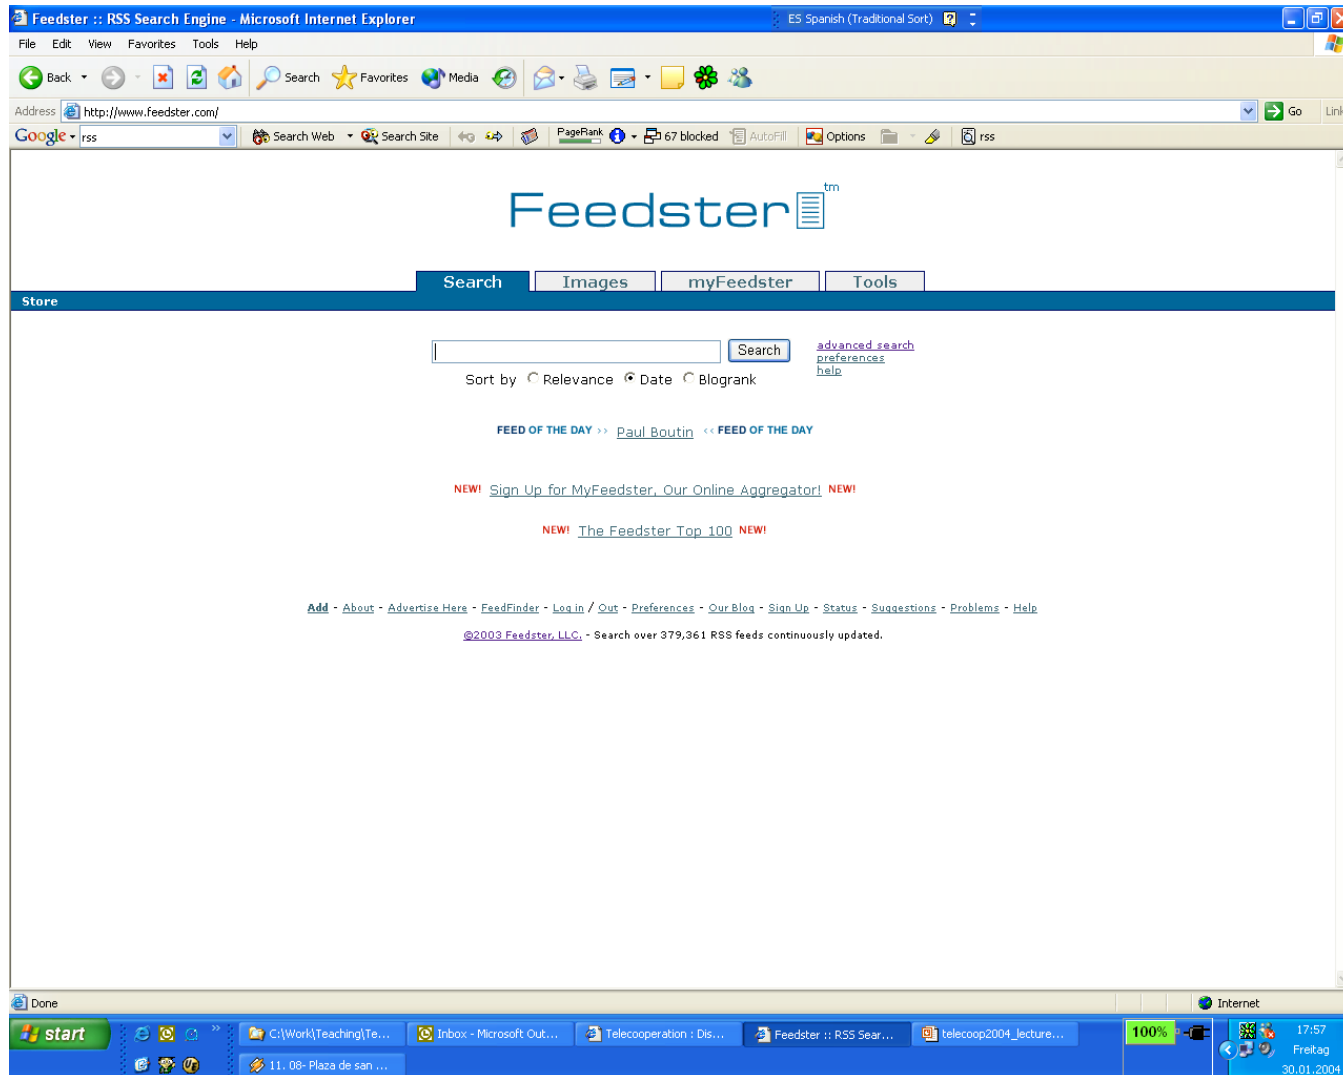 Feedster :: RSS Search Engine - Microsoft Internet Explorer
ES Spanish (Traditional Sort)
File Edit View Favorites Tools Help
Back Search Favorites Media
Address http://www.feedster.com/ Go Link
Google rss Search Web Search Site PageRank 67 blocked AutoFill Options rss
Feedster tm
Search Images myFeedster Tools
Store
Search advanced search
preferences
help
Sort by Relevance Date Blogrank
FEED OF THE DAY >> Paul Boutin << FEED OF THE DAY
NEW! Sign Up for MyFeedster, Our Online Aggregator! NEW!
NEW! The Feedster Top 100 NEW!
Add - About - Advertise Here - FeedFinder - Log in / Out - Preferences - Our Blog - Sign Up - Status - Suggestions - Problems - Help
©2003 Feedster, LLC. - Search over 379,361 RSS feeds continuously updated.
Done Internet
start C:\Work\Teaching\Te... Inbox - Microsoft Out... Telecooperation : Dis... Feedster :: RSS Sear... telecoop2004_lecture... 100% 17:57
Freitag
11. 08- Plaza de san ... 30.01.2004